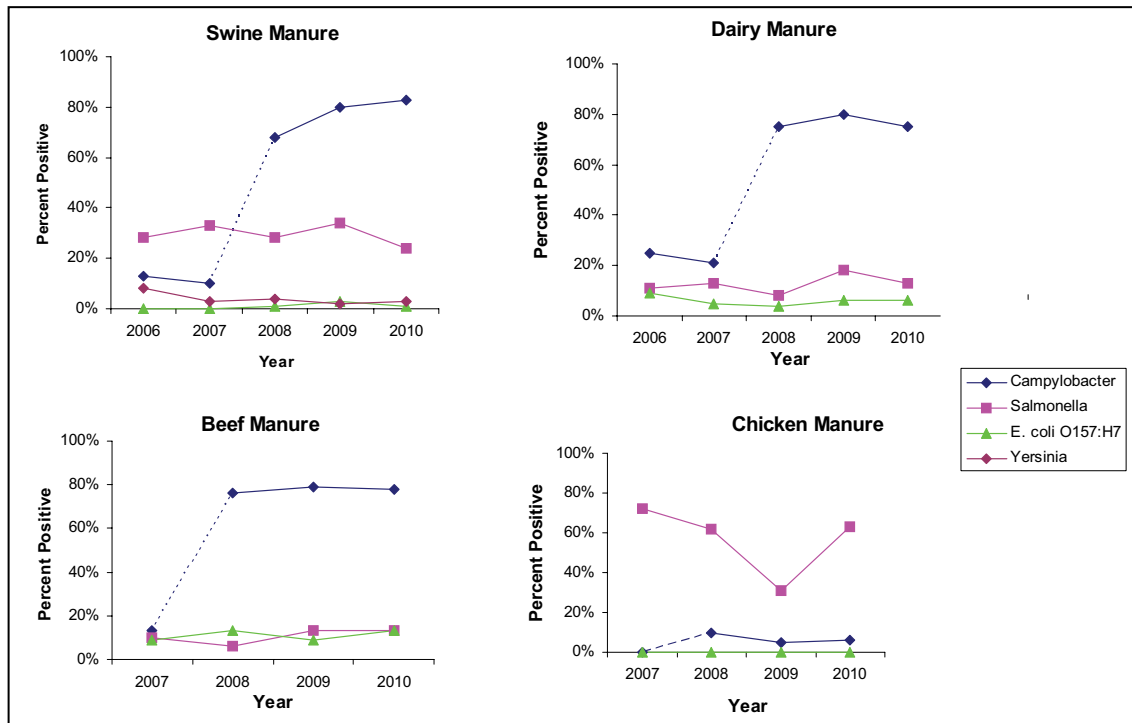 Swine Manure
100%
80%
60%
40%
20%
0%
Percent Positive
2006 2007 2008 2009 2010
Year
Dairy Manure
100%
80%
60%
40%
20%
0%
Percent Positive
2006 2007 2008 2009 2010
Year
Beef Manure
100%
80%
60%
40%
20%
0%
Percent Positive
2007 2008 2009 2010
Year
Chicken Manure
100%
80%
60%
40%
20%
0%
Percent Positive
2007 2008 2009 2010
Year
Campylobacter
Salmonella
E. coli O157:H7
Yersinia